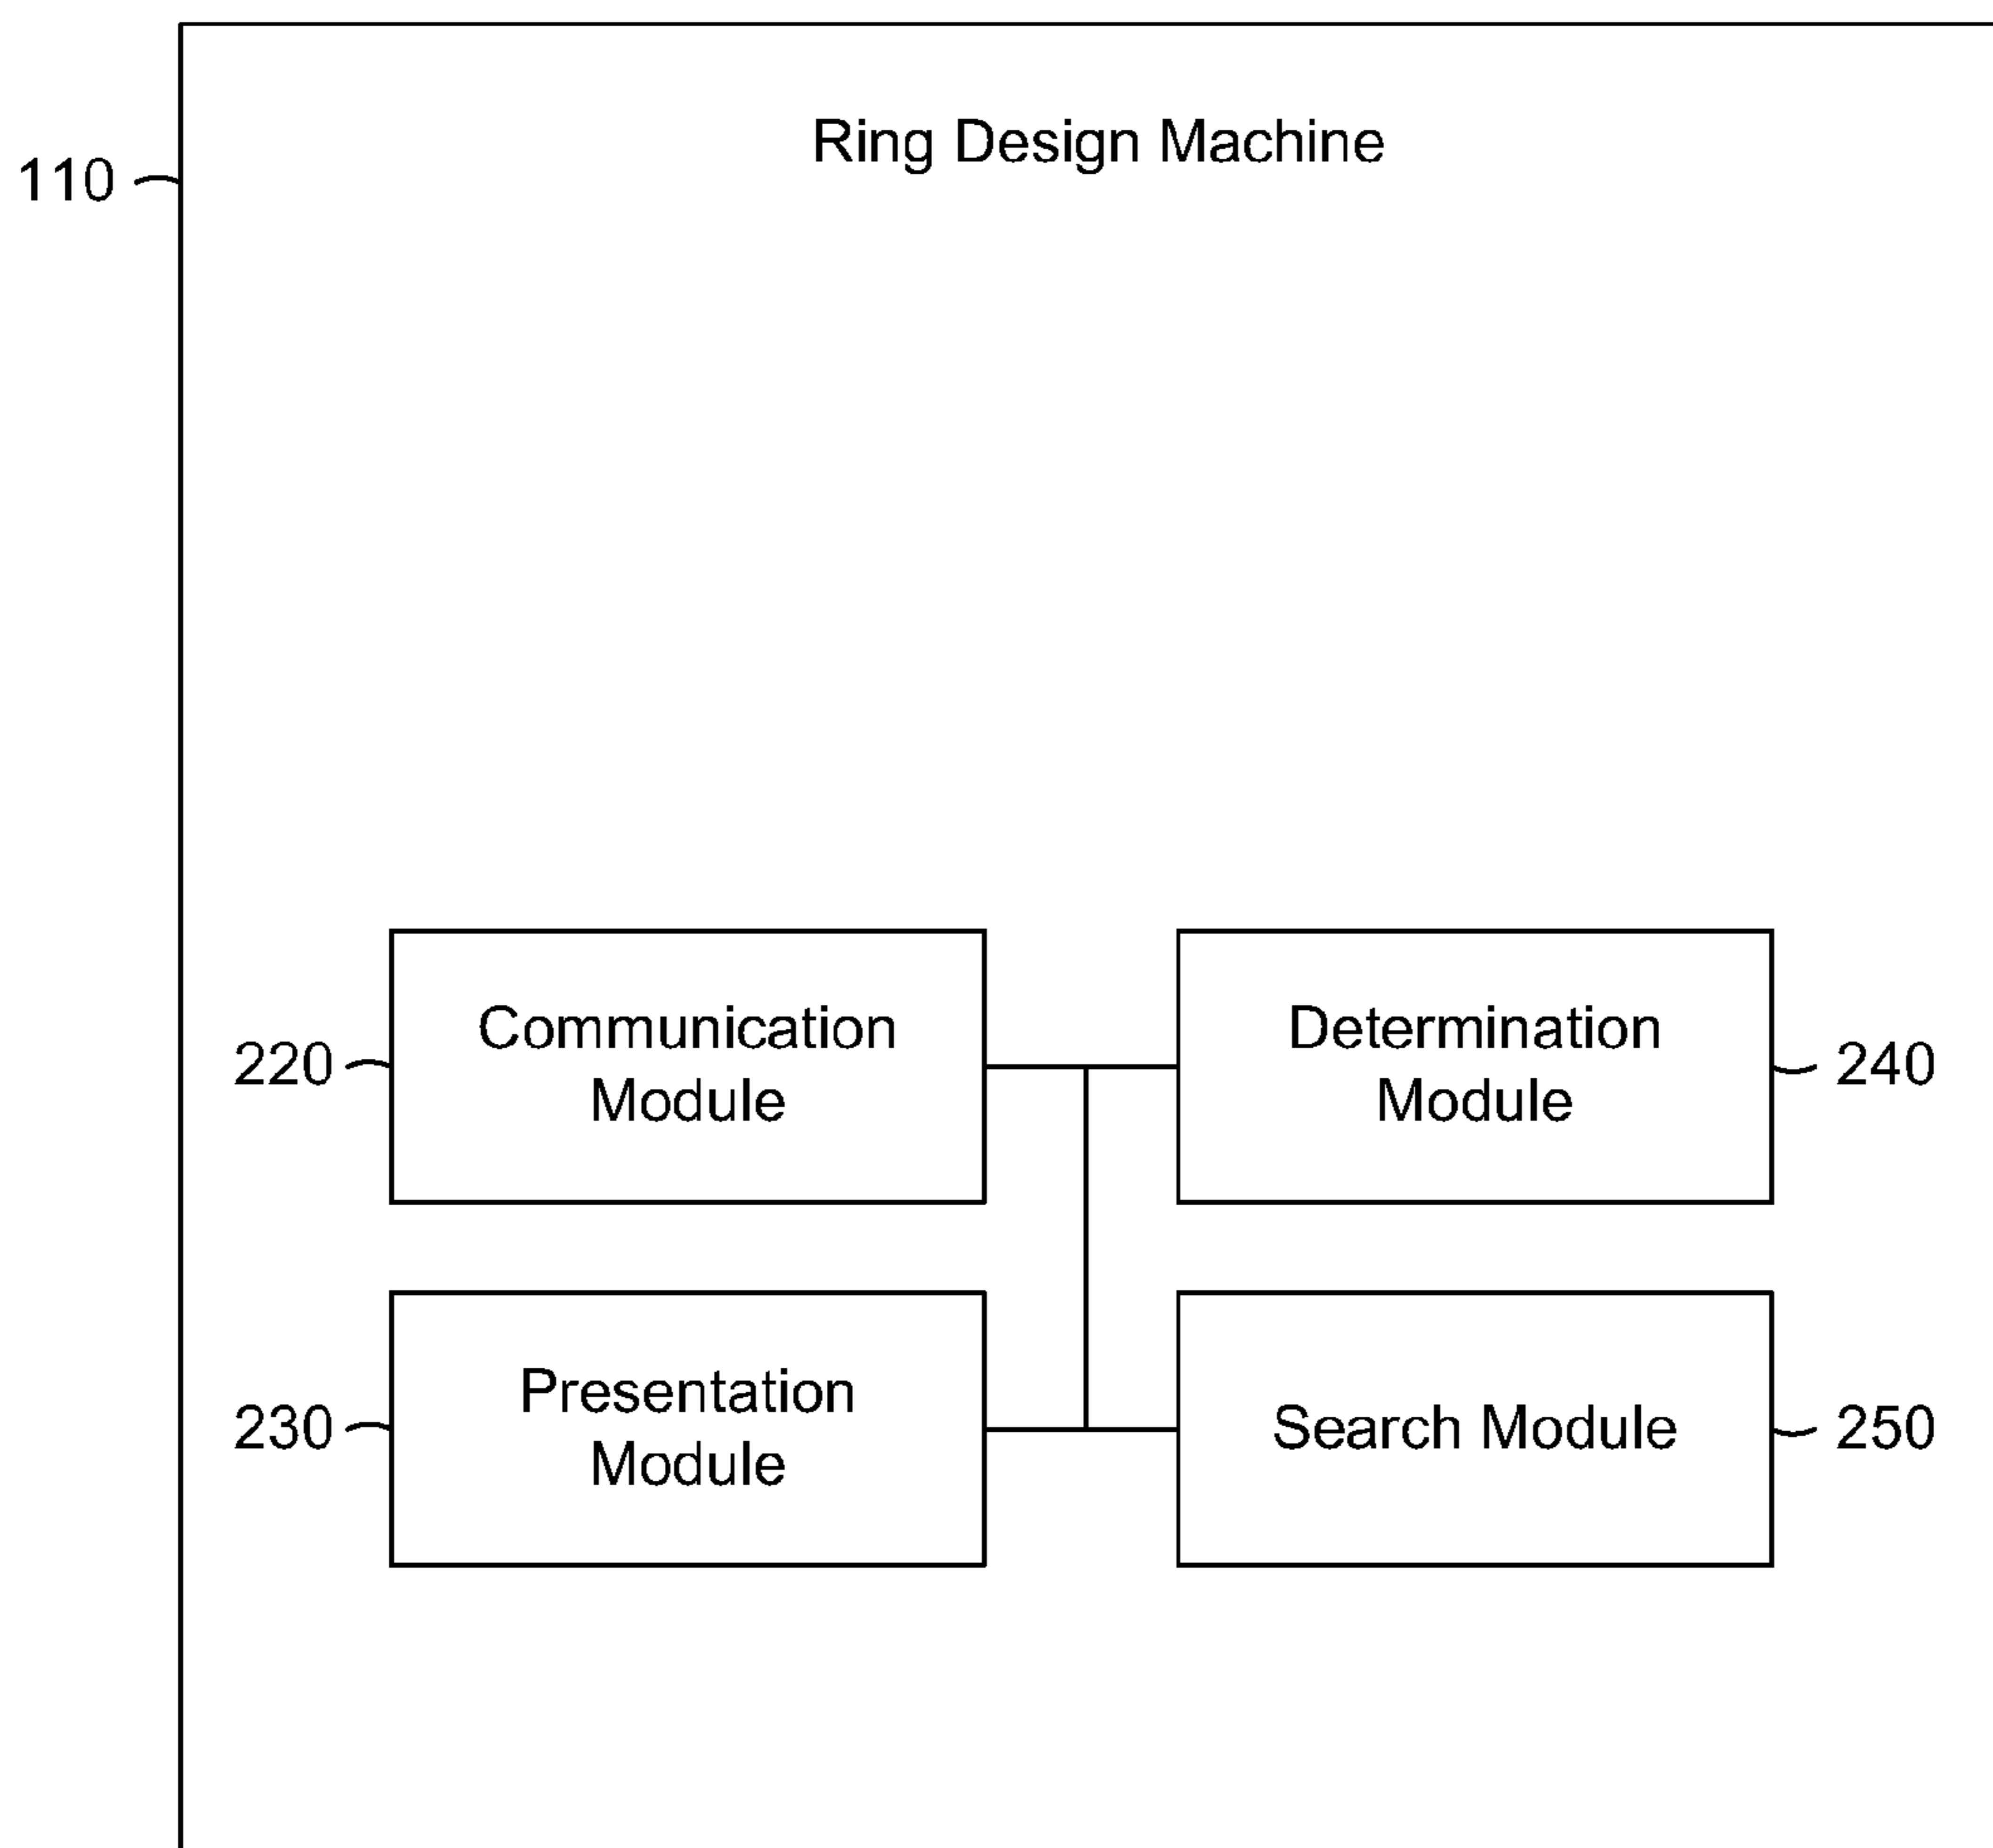 Ring Design Machine
110
Communication
Module
220
Determination
Module
240
Presentation
Module
230
Search Module
250